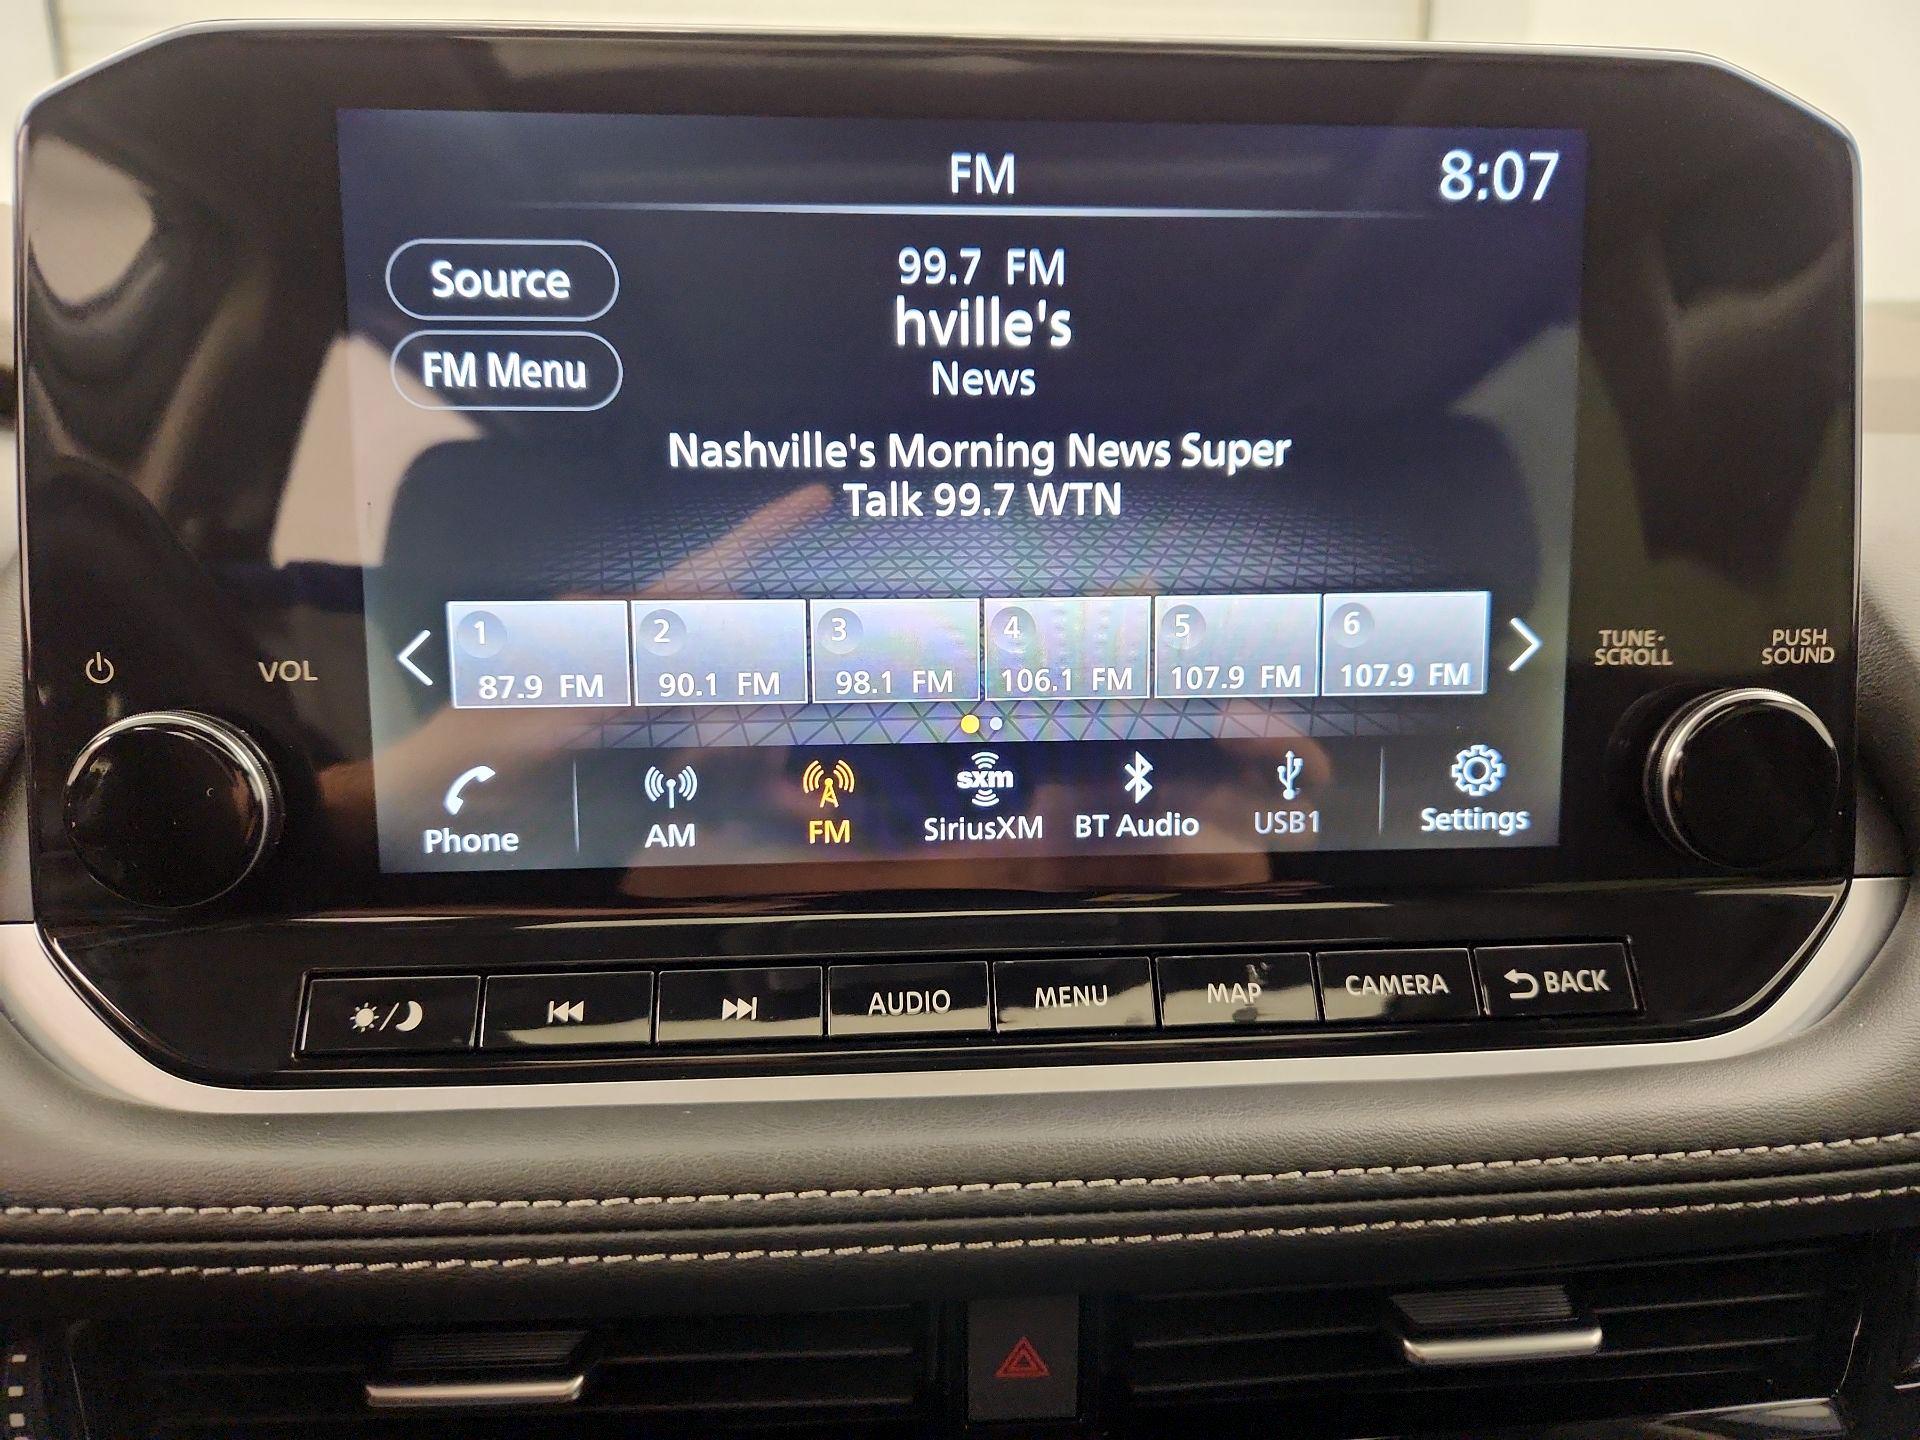 FM
8:07
Source
99.7 FM
hville's
FM Menu
News
Nashville's Morning News Super
Talk 99.7 WTN
VOL
1
2
3
4
5
6
87.9 FM
90.1 FM
98.1 FM
106.1 FM
107.9 FM
107.9 FM
TUNE-
SCROLL
PUSH
SOUND
Phone
AM
FM
sxm
SiriusXM
BT Audio
USB1
Settings
AUDIO
MENU
MAP
CAMERA
BACK